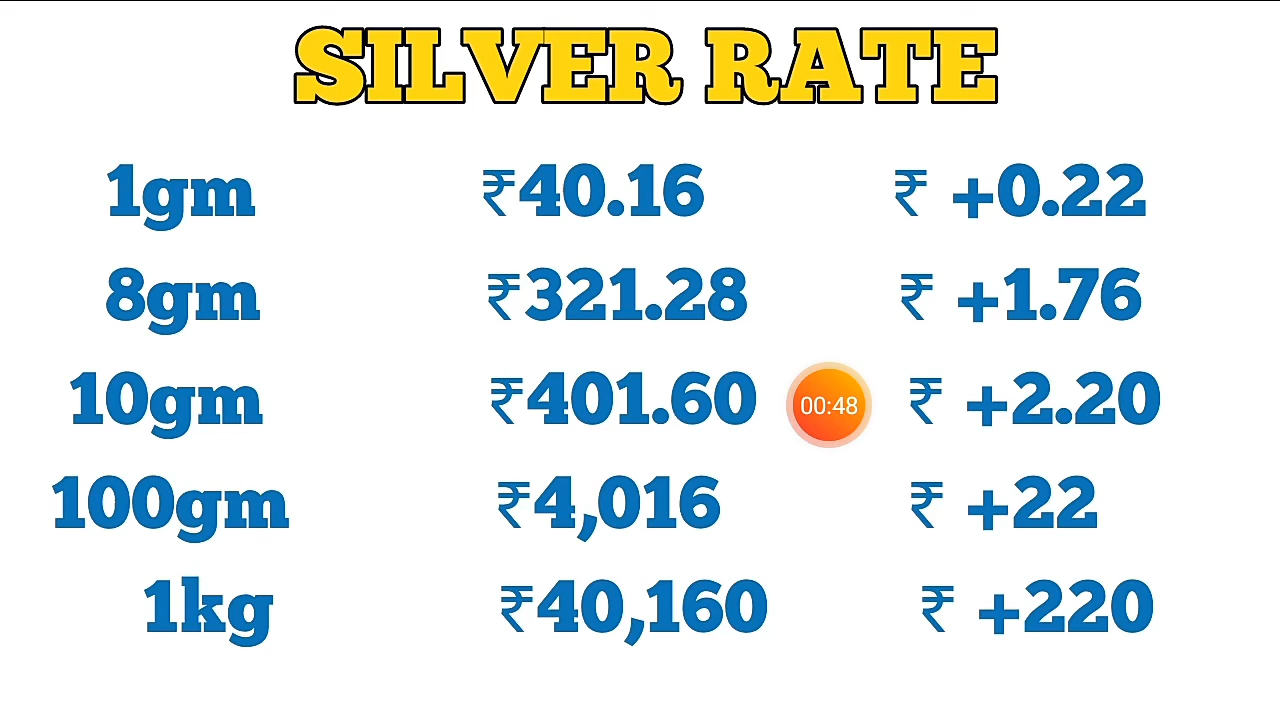 SILVER RATE
1gm ₹40.16 ₹ +0.22
8gm ₹321.28 ₹ +1.76
10gm ₹401.60 00:48 ₹ +2.20
100gm ₹4,016 ₹ +22
1kg ₹40,160 ₹ +220